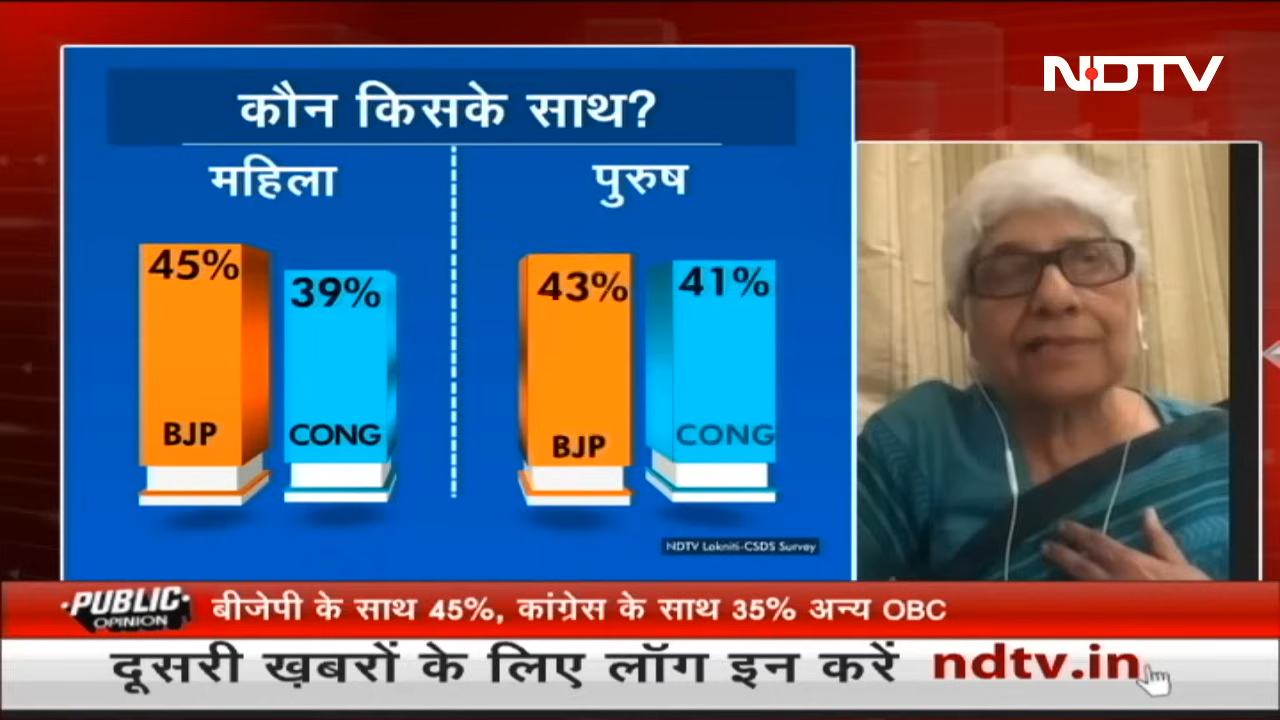 NDTV
कौन किसके साथ?
महिला
पुरुष
45%
39%
43%
41%
BJP
CONG
BJP
CONG
NDTV Lokniti-CSDS Survey
PUBLIC OPINION
बीजेपी के साथ 45%, कांग्रेस के साथ 35% अन्य OBC
दूसरी ख़बरों के लिए लॉग इन करें ndtv.in